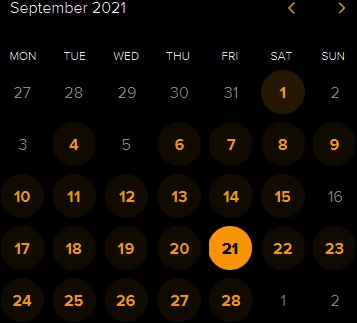 September 2021
MON TUE WED THU FRI SAT SUN
27 28 29 30 31 1 2
3 4 5 6 7 8 9
10 11 12 13 14 15 16
17 18 19 20 21 22 23
24 25 26 27 28 1 2